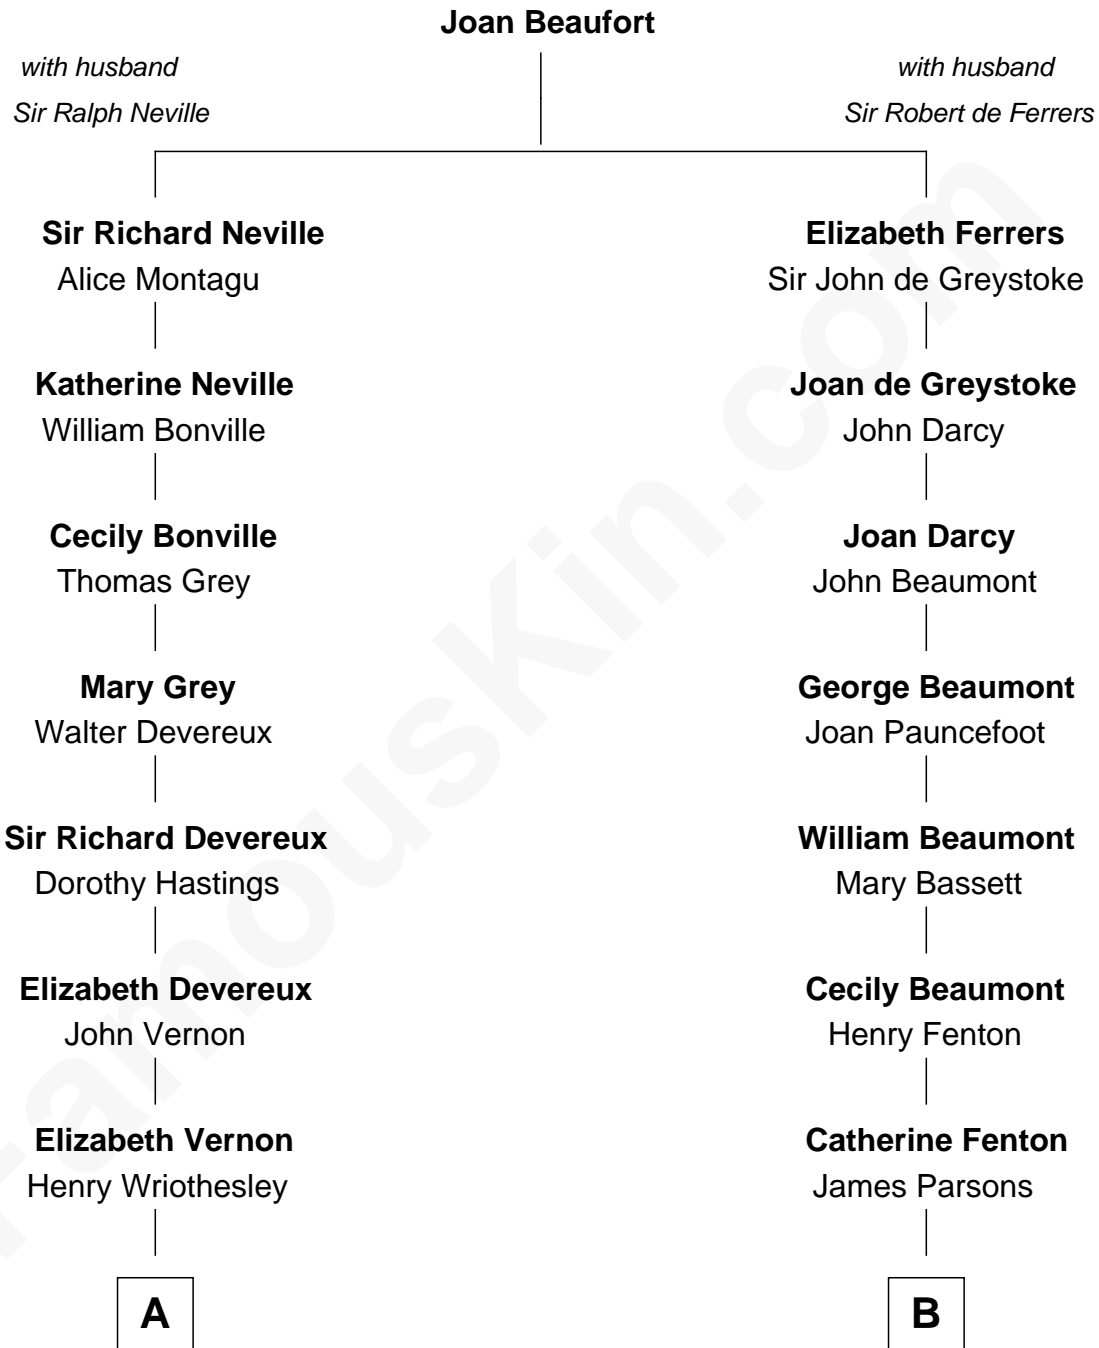 Joan Beaufort
with husband
Sir Ralph Neville
with husband
Sir Robert de Ferrers
Sir Richard Neville
Alice Montagu
Elizabeth Ferrers
Sir John de Greystoke
Katherine Neville
William Bonville
Joan de Greystoke
John Darcy
Cecily Bonville
Thomas Grey
Joan Darcy
John Beaumont
Mary Grey
Walter Devereux
George Beaumont
Joan Pauncefoot
Sir Richard Devereux
Dorothy Hastings
William Beaumont
Mary Bassett
Elizabeth Devereux
John Vernon
Cecily Beaumont
Henry Fenton
Elizabeth Vernon
Henry Wriothesley
Catherine Fenton
James Parsons
A
B
FamousKin.com